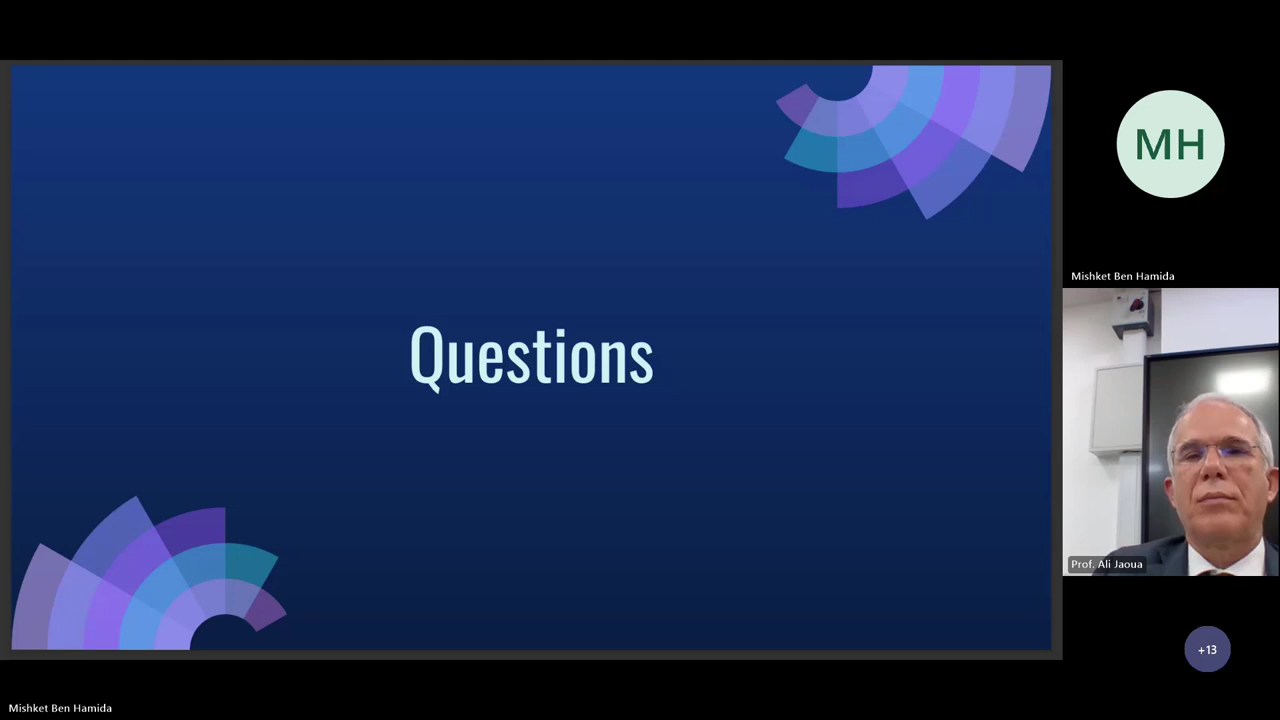 Questions
MH
Mishket Ben Hamida
Prof. Ali Jaoua
+13
Mishket Ben Hamida